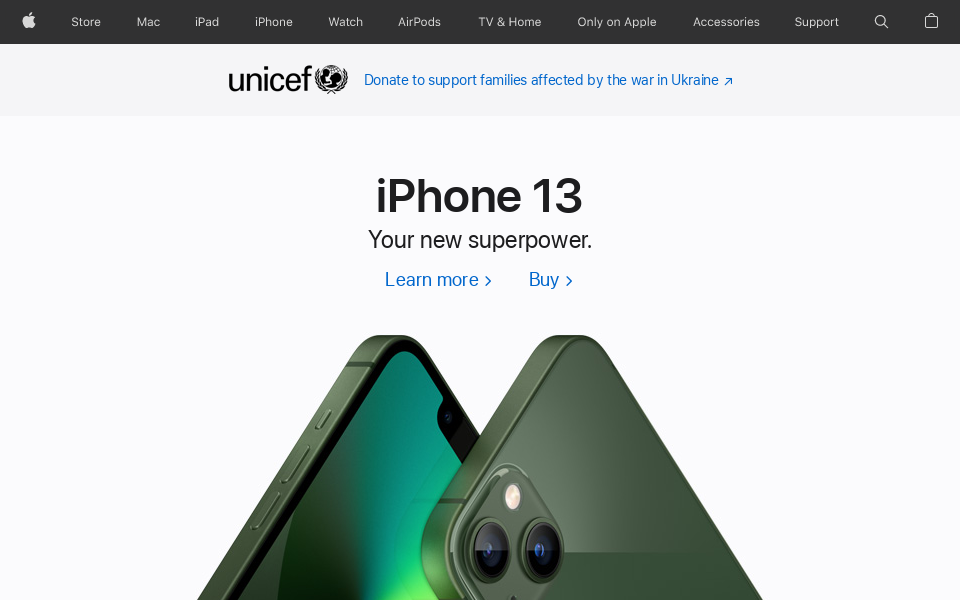 Store Mac iPad iPhone Watch AirPods TV & Home Only on Apple Accessories Support
unicef Donate to support families affected by the war in Ukraine ↗
iPhone 13
Your new superpower.
Learn more > Buy >